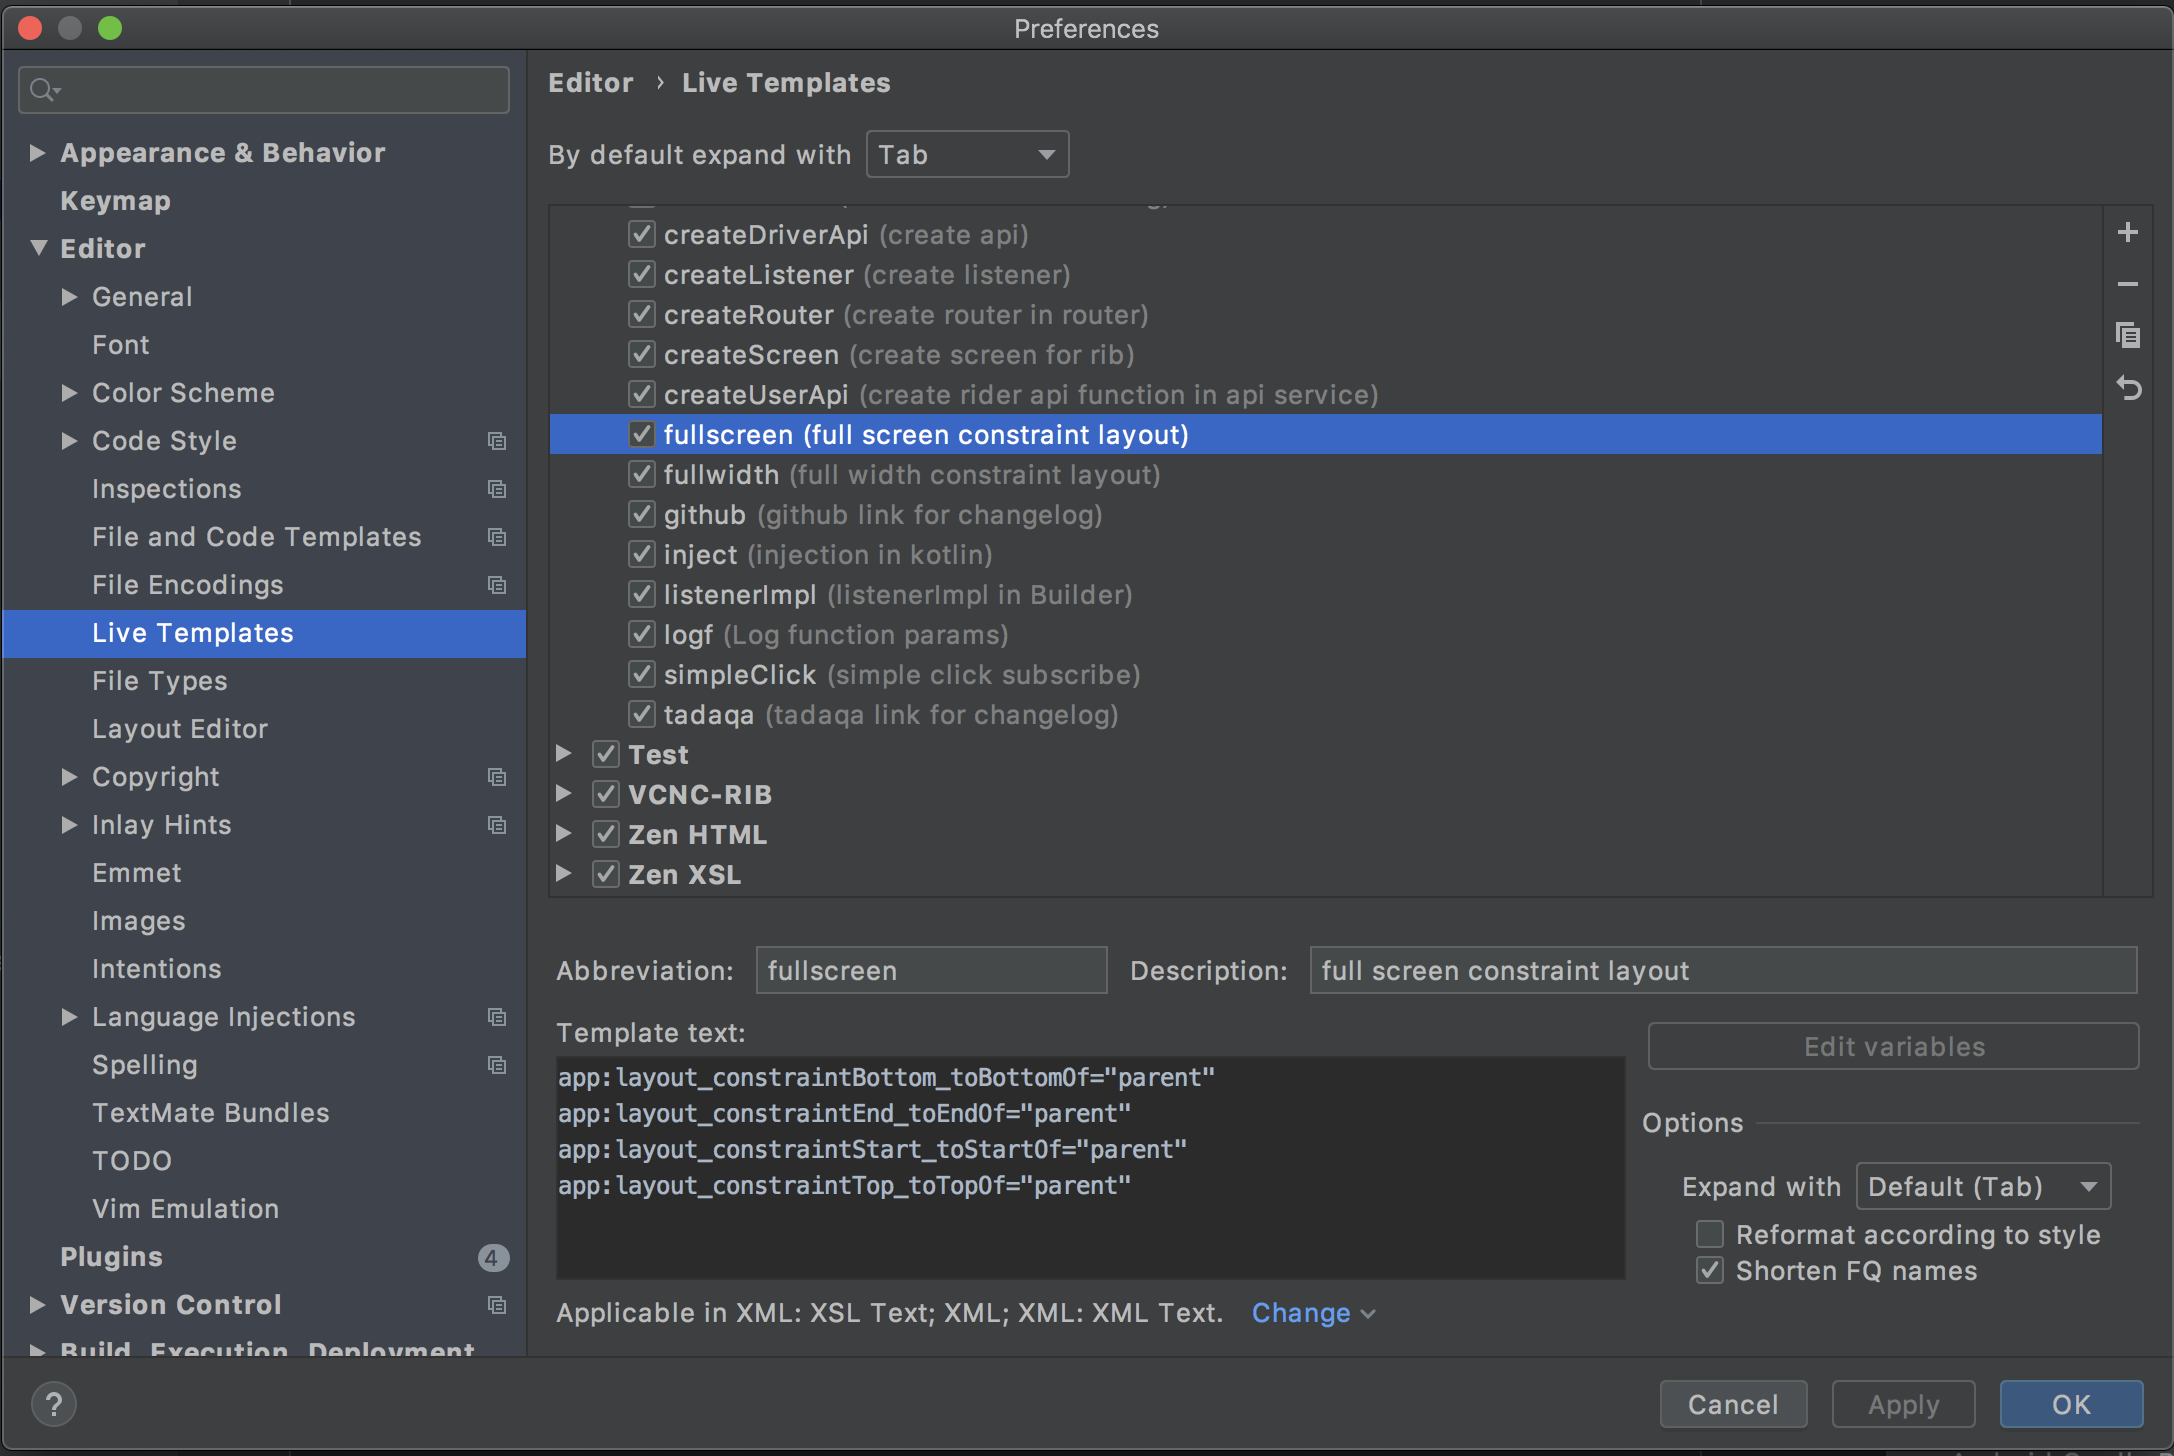 Preferences
Appearance & Behavior
Keymap
Editor
General
Font
Color Scheme
Code Style
Inspections
File and Code Templates
File Encodings
Live Templates
File Types
Layout Editor
Copyright
Inlay Hints
Emmet
Images
Intentions
Language Injections
Spelling
TextMate Bundles
TODO
Vim Emulation
Plugins 4
Version Control
Build, Execution, Deployment
Editor › Live Templates
By default expand with Tab
createDriverApi (create api)
createListener (create listener)
createRouter (create router in router)
createScreen (create screen for rib)
createUserApi (create rider api function in api service)
fullscreen (full screen constraint layout)
fullwidth (full width constraint layout)
github (github link for changelog)
inject (injection in kotlin)
listenerImpl (listenerImpl in Builder)
logf (Log function params)
simpleClick (simple click subscribe)
tadaqa (tadaqa link for changelog)
Test
VCNC-RIB
Zen HTML
Zen XSL
Abbreviation: fullscreen Description: full screen constraint layout
Template text:
app:layout_constraintBottom_toBottomOf="parent"
app:layout_constraintEnd_toEndOf="parent"
app:layout_constraintStart_toStartOf="parent"
app:layout_constraintTop_toTopOf="parent"
Edit variables
Options
Expand with Default (Tab)
Reformat according to style
Shorten FQ names
Applicable in XML: XSL Text; XML; XML: XML Text. Change
?
Cancel Apply OK